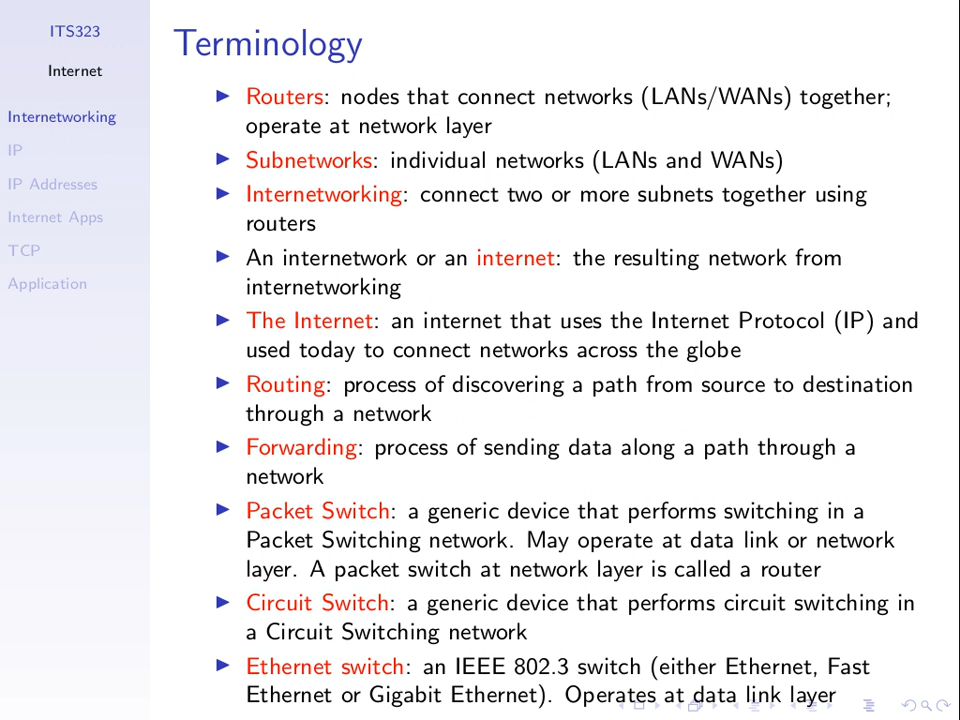 ITS323
Internet
Internetworking
IP
IP Addresses
Internet Apps
TCP
Application
Terminology
Routers: nodes that connect networks (LANs/WANs) together;
operate at network layer
Subnetworks: individual networks (LANs and WANs)
Internetworking: connect two or more subnets together using
routers
An internetwork or an internet: the resulting network from
internetworking
The Internet: an internet that uses the Internet Protocol (IP) and
used today to connect networks across the globe
Routing: process of discovering a path from source to destination
through a network
Forwarding: process of sending data along a path through a
network
Packet Switch: a generic device that performs switching in a
Packet Switching network. May operate at data link or network
layer. A packet switch at network layer is called a router
Circuit Switch: a generic device that performs circuit switching in
a Circuit Switching network
Ethernet switch: an IEEE 802.3 switch (either Ethernet, Fast
Ethernet or Gigabit Ethernet). Operates at data link layer